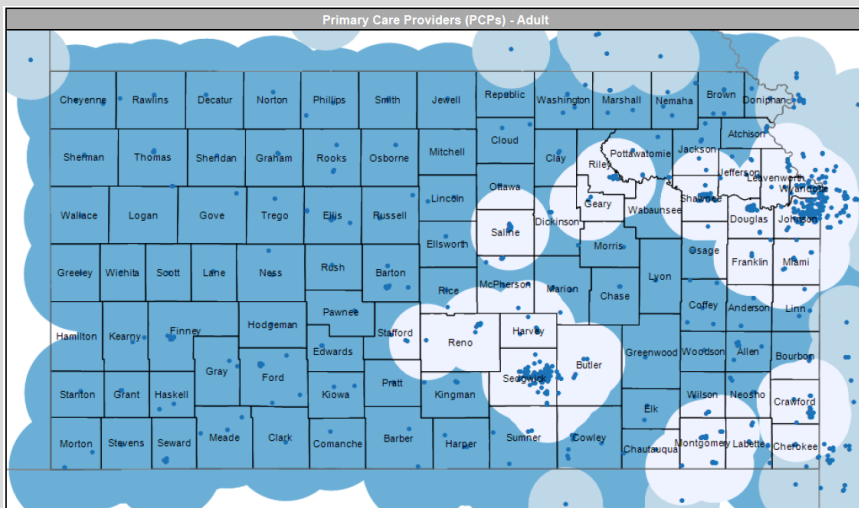 Primary Care Providers (PCPs) - Adult
Cheyenne Rawlins Decatur Norton Phillips Smith Jewell Republic Washington Marshall Nemaha Brown Doniphan
Sherman Thomas Sheridan Graham Rooks Osborne Mitchell Cloud Clay Riley Pottawatomie Jackson Atchison
Jefferson Leavenworth Wyandotte
Wallace Logan Gove Trego Ellis Russell Lincoln Ottawa Saline Dickinson Geary Wabaunsee Shawnee Douglas Johnson
Greeley Wichita Scott Lane Ness Rush Barton Ellsworth Rice McPherson Marion Morris Chase Lyon Osage Franklin Miami
Hamilton Kearny Finney Hodgeman Pawnee Edwards Stafford Reno Harvey Butler Greenwood Coffey Anderson Linn
Woodson Allen Bourbon
Stanton Grant Haskell Gray Ford Kiowa Pratt Kingman Sedgwick Elk Wilson Neosho Crawford
Morton Stevens Seward Meade Clark Comanche Barber Harper Sumner Cowley Chautauqua Montgomery Labette Cherokee